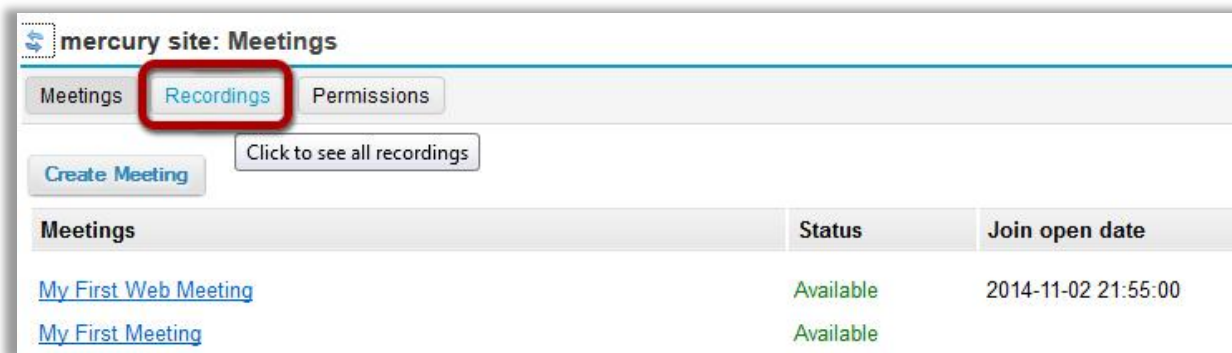 mercury site: Meetings
Meetings Recordings Permissions
Click to see all recordings
Create Meeting
Meetings Status Join open date
My First Web Meeting Available 2014-11-02 21:55:00
My First Meeting Available